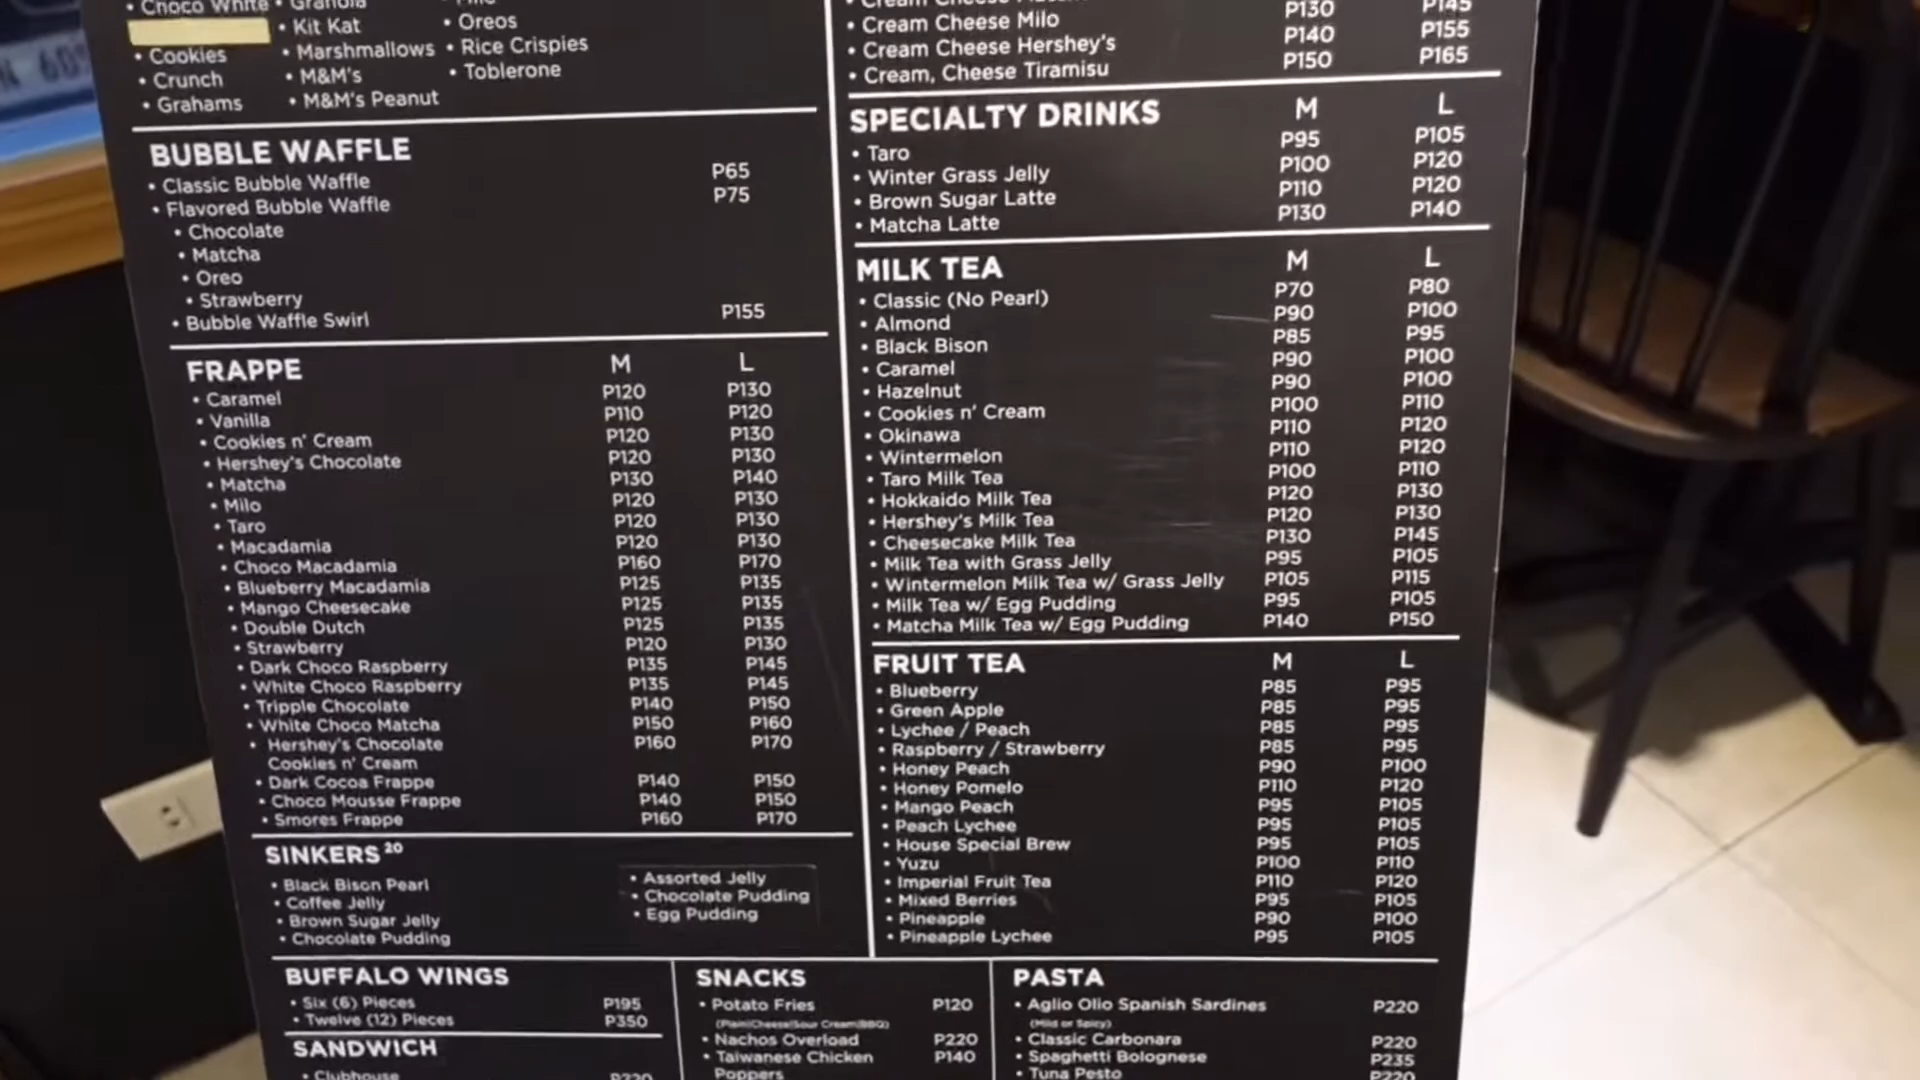 • Choco White • Granola
• Kit Kat • Oreos
• Cookies • Marshmallows • Rice Crispies
• Crunch • M&M's • Toblerone
• Grahams • M&M's Peanut
BUBBLE WAFFLE
• Classic Bubble Waffle P65
• Flavored Bubble Waffle P75
• Chocolate
• Matcha
• Oreo
• Strawberry
• Bubble Waffle Swirl P155
FRAPPE M L
• Caramel P120 P130
• Vanilla P110 P120
• Cookies n' Cream P120 P130
• Hershey's Chocolate P120 P130
• Matcha P130 P140
• Milo P120 P130
• Taro P120 P130
• Macadamia P120 P130
• Choco Macadamia P160 P170
• Blueberry Macadamia P125 P135
• Mango Cheesecake P125 P135
• Double Dutch P125 P135
• Strawberry P120 P130
• Dark Choco Raspberry P135 P145
• White Choco Raspberry P135 P145
• Tripple Chocolate P140 P150
• White Choco Matcha P150 P160
• Hershey's Chocolate P160 P170
Cookies n' Cream
• Dark Cocoa Frappe P140 P150
• Choco Mousse Frappe P140 P150
• Smores Frappe P160 P170
SINKERS 20
• Black Bison Pearl
• Coffee Jelly
• Brown Sugar Jelly
• Chocolate Pudding
• Assorted Jelly
• Chocolate Pudding
• Egg Pudding
• Cream Cheese P130 P145
• Cream Cheese Milo P140 P155
• Cream Cheese Hershey's P150 P165
• Cream, Cheese Tiramisu
SPECIALTY DRINKS M L
• Taro P95 P105
• Winter Grass Jelly P100 P120
• Brown Sugar Latte P110 P120
• Matcha Latte P130 P140
MILK TEA M L
• Classic (No Pearl) P70 P80
• Almond P90 P100
• Black Bison P85 P95
• Caramel P90 P100
• Hazelnut P90 P100
• Cookies n' Cream P100 P110
• Okinawa P110 P120
• Wintermelon P110 P120
• Taro Milk Tea P100 P110
• Hokkaido Milk Tea P120 P130
• Hershey's Milk Tea P120 P130
• Cheesecake Milk Tea P130 P145
• Milk Tea with Grass Jelly P95 P105
• Wintermelon Milk Tea w/ Grass Jelly P105 P115
• Milk Tea w/ Egg Pudding P95 P105
• Matcha Milk Tea w/ Egg Pudding P140 P150
FRUIT TEA M L
• Blueberry P85 P95
• Green Apple P85 P95
• Lychee / Peach P85 P95
• Raspberry / Strawberry P85 P95
• Honey Peach P90 P100
• Honey Pomelo P110 P120
• Mango Peach P95 P105
• Peach Lychee P95 P105
• House Special Brew P95 P105
• Yuzu P100 P110
• Imperial Fruit Tea P110 P120
• Mixed Berries P95 P105
• Pineapple P90 P100
• Pineapple Lychee P95 P105
BUFFALO WINGS
• Six (6) Pieces P195
• Twelve (12) Pieces P350
SANDWICH
• Clubhouse
SNACKS
• Potato Fries P120
(Plain|Cheese|Sour Cream|BBQ)
• Nachos Overload P220
• Taiwanese Chicken P140
Poppers
PASTA
• Aglio Olio Spanish Sardines P220
(Mild or Spicy)
• Classic Carbonara P220
• Spaghetti Bolognese P235
• Tuna Pesto P220